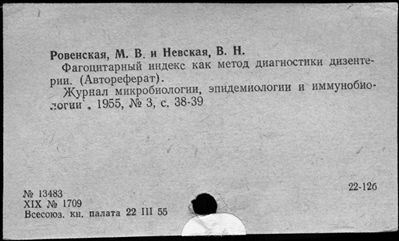 Ровенская, М. В. и Невская, В. Н.
Фагоцитарный индекс как метод диагностики дизенте-
рии. (Автореферат).
Журнал микробиологии, эпидемиологии и иммунобио-
логии , 1955, № 3, с. 38-39
№ 13483
XIX № 1709
Всесоюз. кн. палата 22 III 55
22-12б